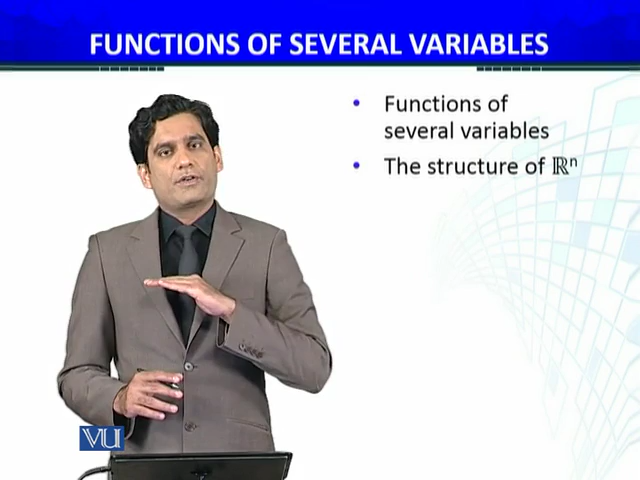 FUNCTIONS OF SEVERAL VARIABLES
• Functions of
several variables
• The structure of ℝⁿ
VU